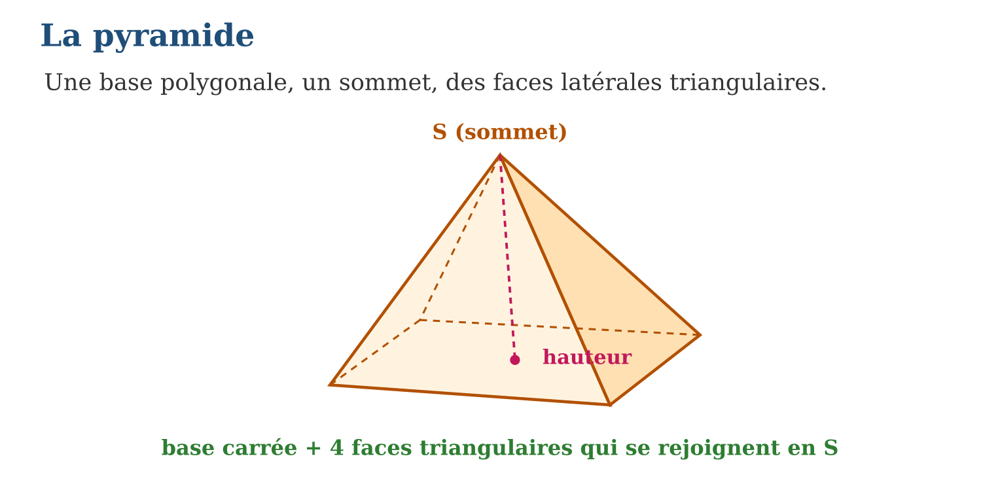 La pyramide
Une base polygonale, un sommet, des faces latérales triangulaires.
S (sommet)
hauteur
base carrée + 4 faces triangulaires qui se rejoignent en S